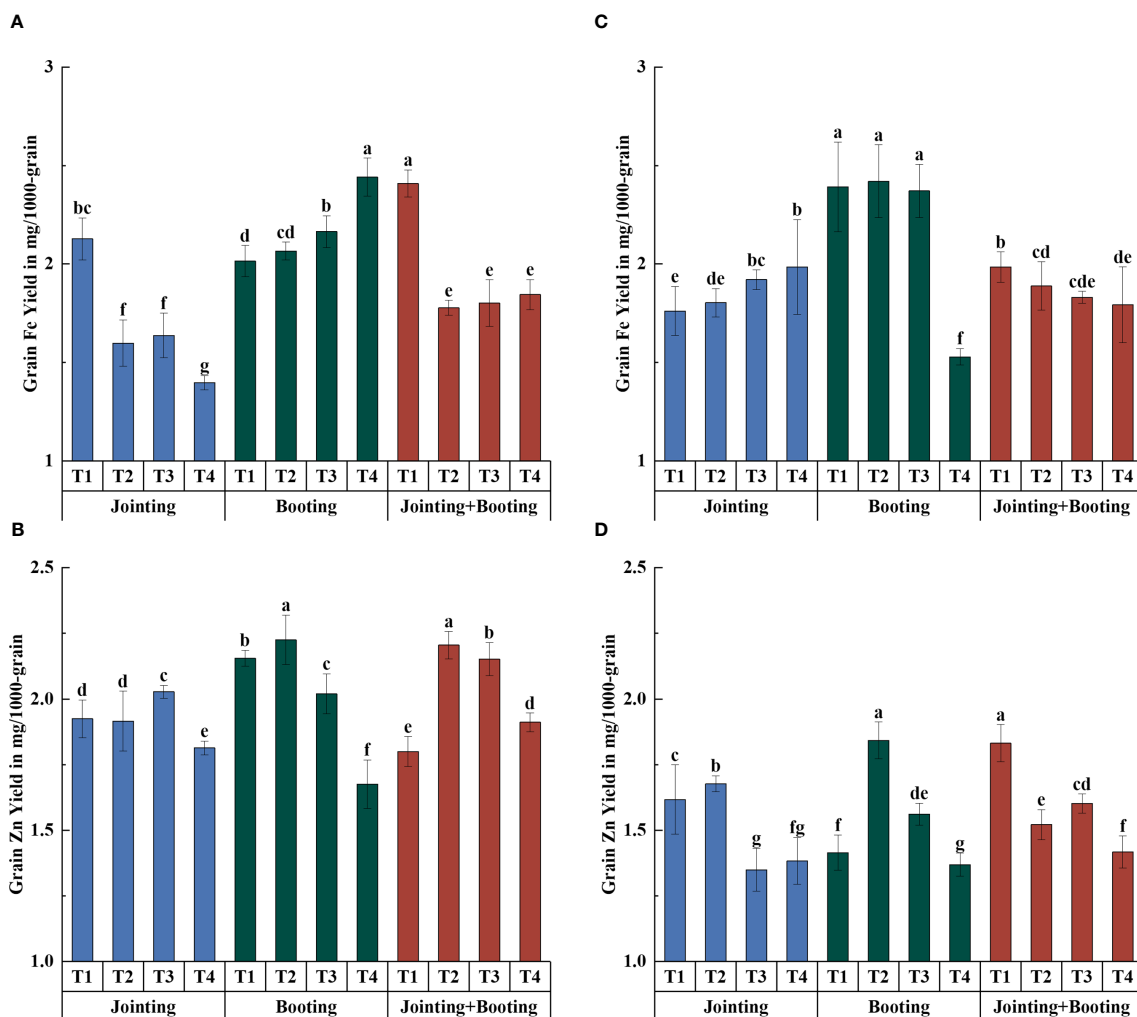 A
Grain Fe Yield in mg/1000-grain
3
2
1
bc
f
f
g
d
cd
b
a
a
e
e
e
T1 T2 T3 T4 T1 T2 T3 T4 T1 T2 T3 T4
Jointing Booting Jointing+Booting
B
Grain Zn Yield in mg/1000-grain
2.5
2.0
1.5
1.0
d
d
c
e
b
a
c
f
e
a
b
d
T1 T2 T3 T4 T1 T2 T3 T4 T1 T2 T3 T4
Jointing Booting Jointing+Booting
C
Grain Fe Yield in mg/1000-grain
3
2
1
e
de
bc
b
a
a
a
f
b
cd
cde
de
T1 T2 T3 T4 T1 T2 T3 T4 T1 T2 T3 T4
Jointing Booting Jointing+Booting
D
Grain Zn Yield in mg/1000-grain
2.5
2.0
1.5
1.0
c
b
g
fg
f
a
de
g
a
e
cd
f
T1 T2 T3 T4 T1 T2 T3 T4 T1 T2 T3 T4
Jointing Booting Jointing+Booting